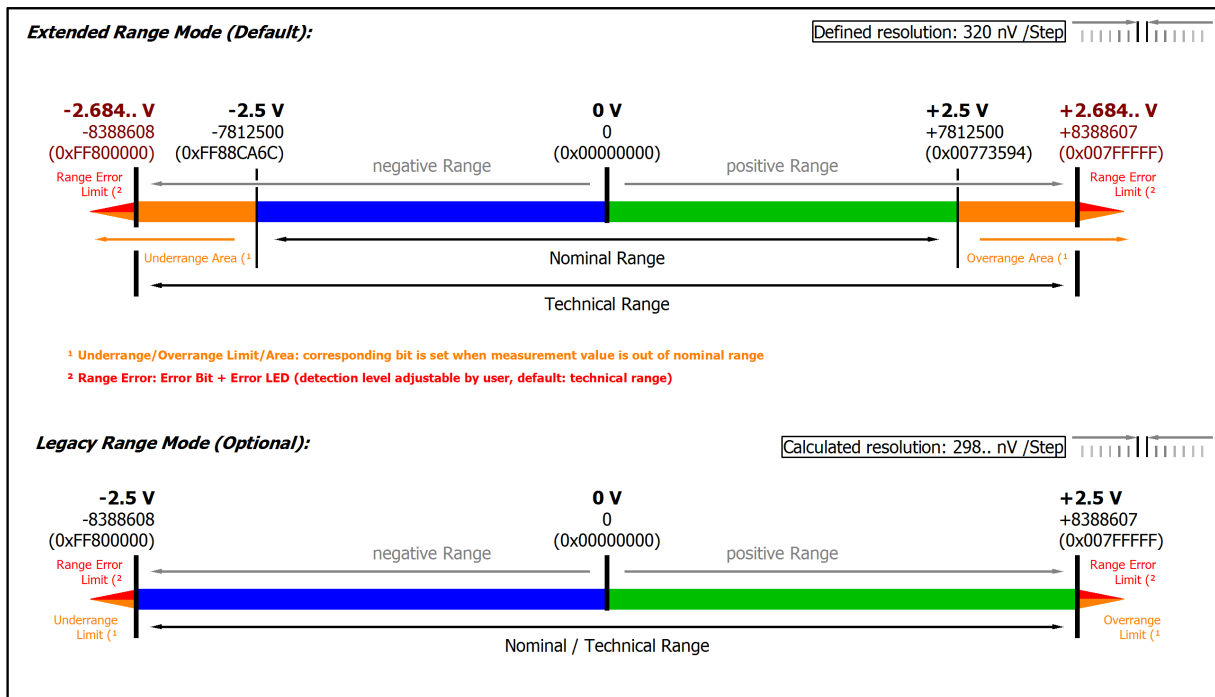 Extended Range Mode (Default):
Defined resolution: 320 nV /Step
-2.684.. V
-8388608
(0xFF800000)
-2.5 V
-7812500
(0xFF88CA6C)
0 V
0
(0x00000000)
+2.5 V
+7812500
(0x00773594)
+2.684.. V
+8388607
(0x007FFFFF)
negative Range
positive Range
Range Error
Limit (²
Range Error
Limit (²
Underrange Area (¹
Nominal Range
Overrange Area (¹
Technical Range
¹ Underrange/Overrange Limit/Area: corresponding bit is set when measurement value is out of nominal range
² Range Error: Error Bit + Error LED (detection level adjustable by user, default: technical range)
Legacy Range Mode (Optional):
Calculated resolution: 298.. nV /Step
-2.5 V
-8388608
(0xFF800000)
0 V
0
(0x00000000)
+2.5 V
+8388607
(0x007FFFFF)
negative Range
positive Range
Range Error
Limit (²
Range Error
Limit (²
Underrange
Limit (¹
Overrange
Limit (¹
Nominal / Technical Range